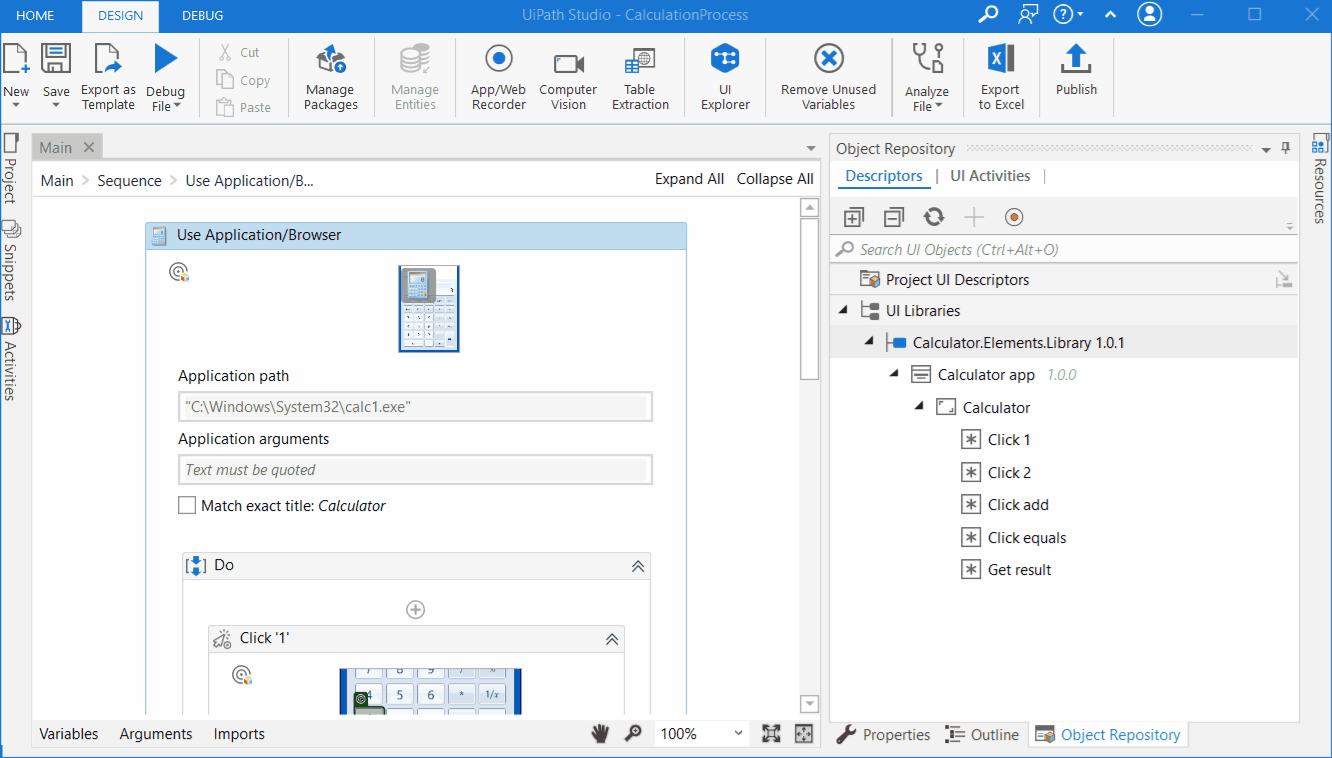 HOME DESIGN DEBUG UiPath Studio - CalculationProcess
New Save Export as Template Debug File Cut Copy Paste Manage Packages Manage Entities App/Web Recorder Computer Vision Table Extraction UI Explorer Remove Unused Variables Analyze File Export to Excel Publish
Project
Snippets
Activities
Main
Main > Sequence > Use Application/B... Expand All Collapse All
Use Application/Browser
Application path
"C:\Windows\System32\calc1.exe"
Application arguments
Text must be quoted
Match exact title: Calculator
Do
Click '1'
4 5 6 * 1/x
Variables Arguments Imports 100%
Object Repository
Descriptors | UI Activities |
Search UI Objects (Ctrl+Alt+O)
Project UI Descriptors
UI Libraries
Calculator.Elements.Library 1.0.1
Calculator app 1.0.0
Calculator
Click 1
Click 2
Click add
Click equals
Get result
Properties Outline Object Repository
Resources